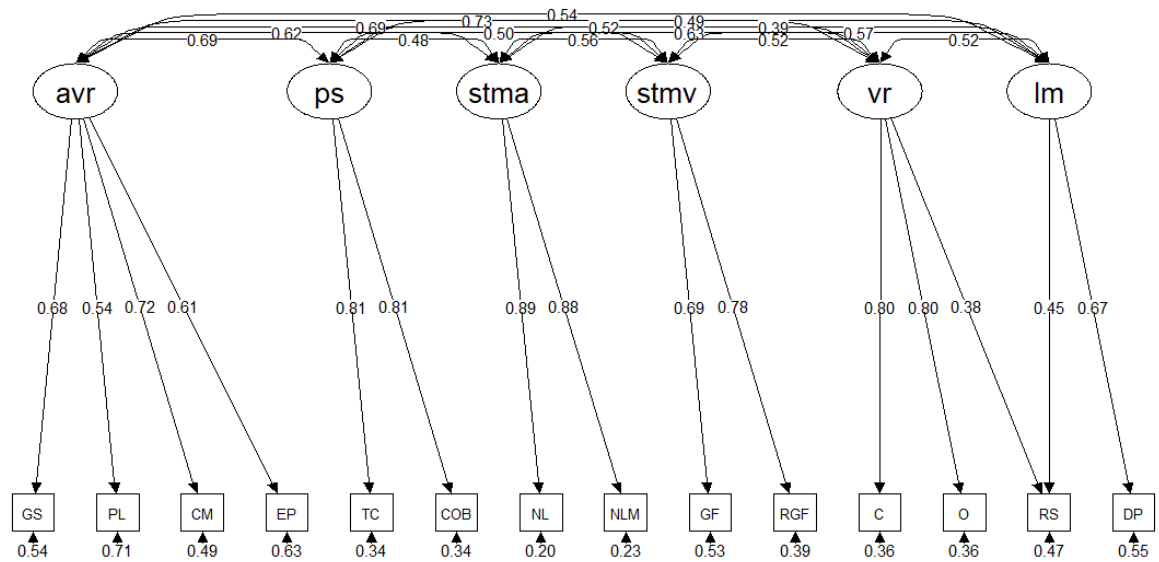 0.54
0.73 0.49
0.69 0.52 0.39
0.62 0.50 0.63 0.57
0.69 0.48 0.56 0.52 0.52
avr ps stma stmv vr lm
0.68 0.54 0.72 0.61 0.81 0.81 0.89 0.88 0.69 0.78 0.80 0.80 0.38 0.45 0.67
GS PL CM EP TC COB NL NLM GF RGF C O RS DP
0.54 0.71 0.49 0.63 0.34 0.34 0.20 0.23 0.53 0.39 0.36 0.36 0.47 0.55